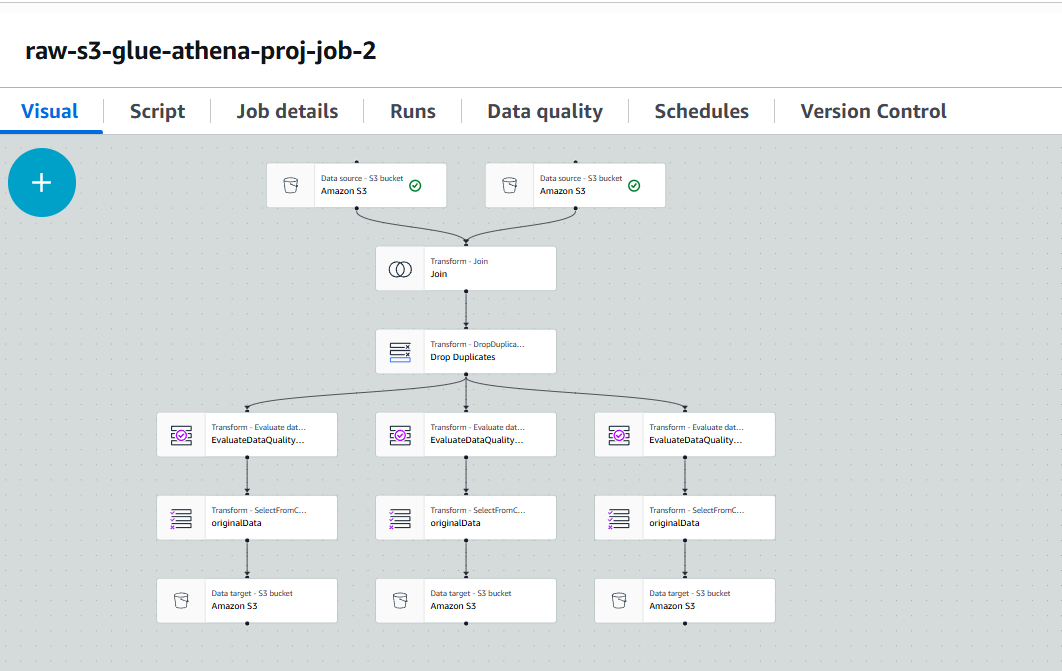 raw-s3-glue-athena-proj-job-2
Visual
Script
Job details
Runs
Data quality
Schedules
Version Control
+
Data source - S3 bucket
Amazon S3
Data source - S3 bucket
Amazon S3
Transform - Join
Join
Transform - DropDuplica...
Drop Duplicates
Transform - Evaluate dat...
EvaluateDataQuality...
Transform - Evaluate dat...
EvaluateDataQuality...
Transform - Evaluate dat...
EvaluateDataQuality...
Transform - SelectFromC...
originalData
Transform - SelectFromC...
originalData
Transform - SelectFromC...
originalData
Data target - S3 bucket
Amazon S3
Data target - S3 bucket
Amazon S3
Data target - S3 bucket
Amazon S3